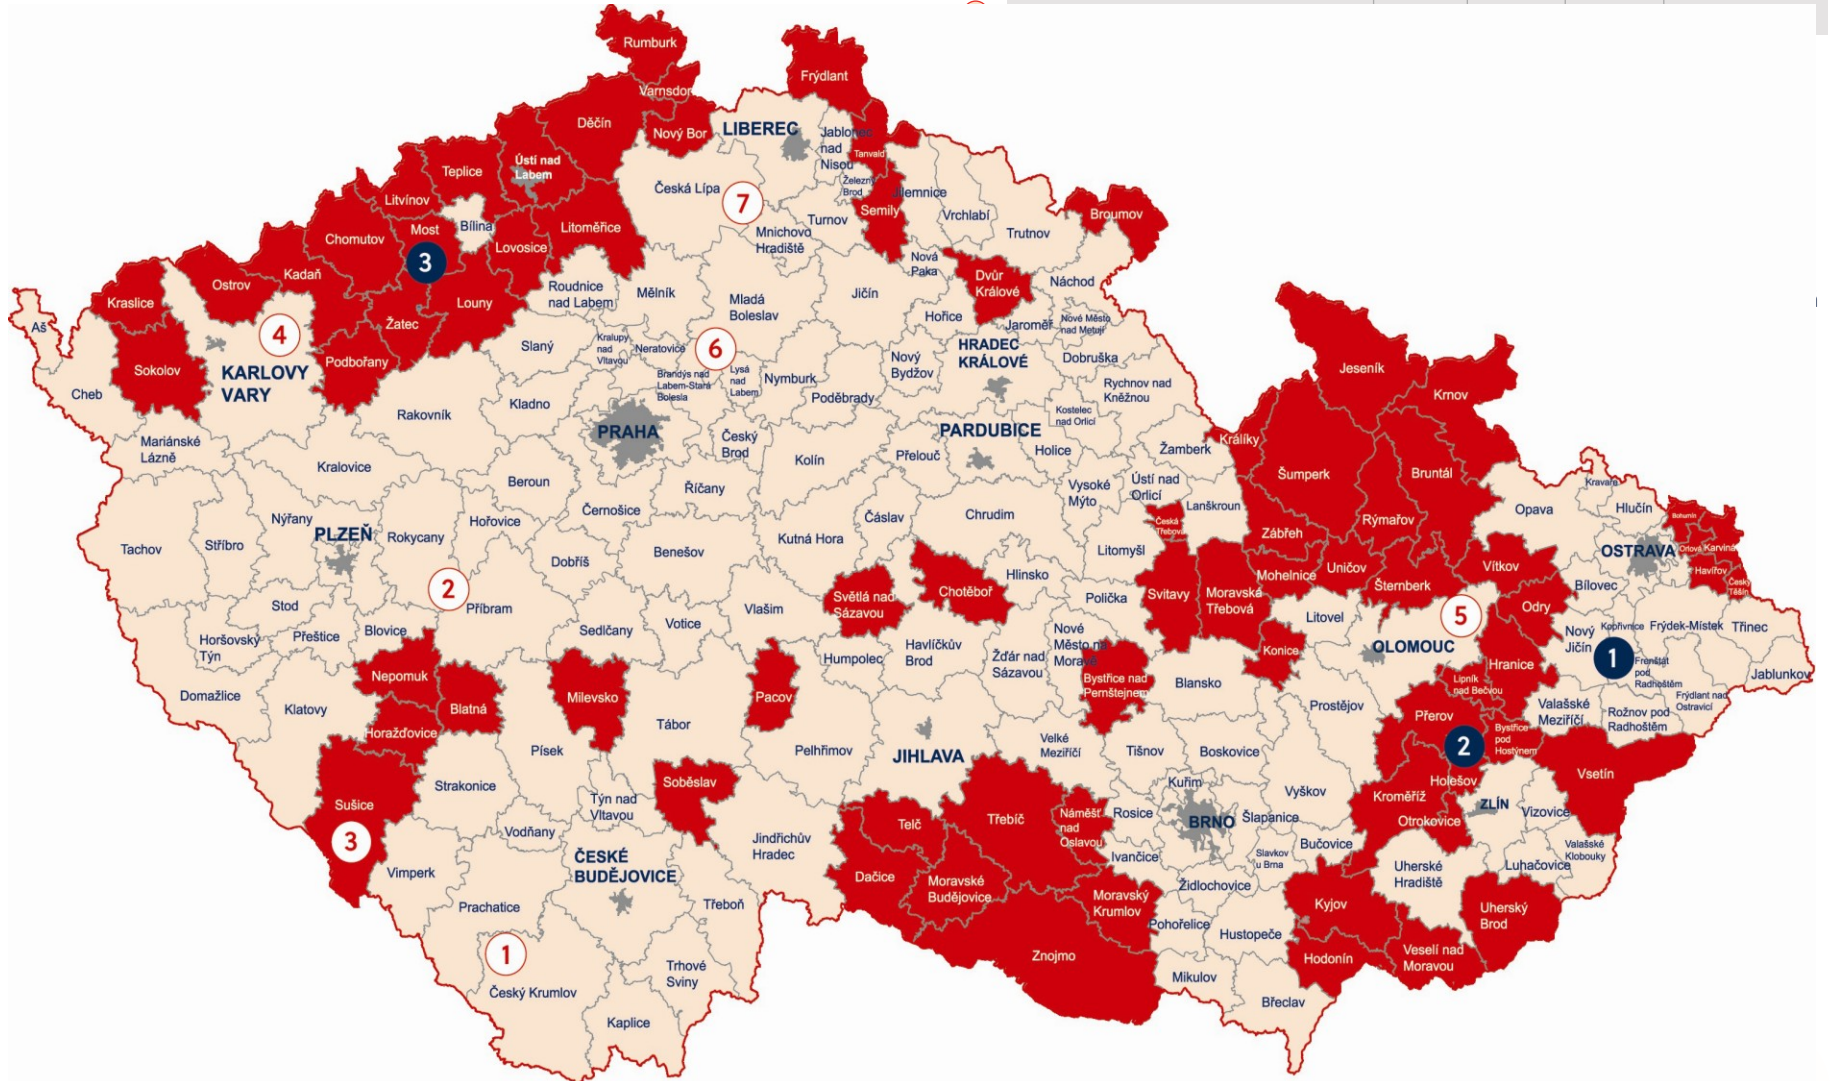 Rumburk
Varnsdorf
Frýdlant
Děčín
Nový Bor
LIBEREC
Jablonec
nad
Nisou
Tanvald
Ústí nad
Labem
Teplice
Litvínov
Česká Lípa
7
Železný
Brod
Jilemnice
Semily
Vrchlabí
Broumov
Most
Bílina
Chomutov
3
Lovosice
Litoměřice
Turnov
Mnichovo
Hradiště
Trutnov
Nová
Paka
Dvůr
Králové
Náchod
Kadaň
Ostrov
Kraslice
Roudnice
nad Labem
Mělník
Mladá
Boleslav
Jičín
Louny
Žatec
Aš
4
Hořice
Jaroměř
Nové Město
nad Metují
Slaný
Kralupy
nad
Vltavou
Neratovice
6
HRADEC
KRÁLOVÉ
Dobruška
Podbořany
Sokolov
KARLOVY
VARY
Cheb
Brandýs nad
Labem-Stará
Bolesla
Lysá
nad
Labem
Nymburk
Nový
Bydžov
Poděbrady
Rychnov nad
Kněžnou
Jeseník
Krnov
Rakovník
Kladno
Kostelec
nad Orlicí
PRAHA
PARDUBICE
Český
Brod
Mariánské
Lázně
Kolín
Přelouč
Holice
Žamberk
Králíky
Kralovice
Beroun
Říčany
Vysoké
Mýto
Ústí nad
Orlicí
Šumperk
Bruntál
Kravaře
Černošice
Čáslav
Chrudim
Lanškroun
Opava
Hlučín
Nýřany
PLZEŇ
Rokycany
Hořovice
Česká
Třebová
Rýmařov
Bohumín
Tachov
Stříbro
Kutná Hora
Zábřeh
Benešov
Litomyšl
OSTRAVA
Orlová
Karviná
Dobříš
2
Hlinsko
Mohelnice
Uničov
Šternberk
Vítkov
Bílovec
Havířov
Český
Těšín
Příbram
Stod
Světlá nad
Sázavou
Chotěboř
Polička
Svitavy
Moravská
Třebová
5
Odry
Vlašim
Votice
Sedlčany
Litovel
Horšovský
Týn
Přeštice
Blovice
Nové
Město na
Moravě
Nový
Jičín
Kopřivnice
Frýdek-Místek
Třinec
Havlíčkův
Brod
Humpolec
Žďár nad
Sázavou
Konice
OLOMOUC
1
Hranice
Frenštát
pod
Radhoštěm
Jablunkov
Nepomuk
Bystřice nad
Pernštejnem
Blansko
Lipník
nad Bečvou
Domažlice
Klatovy
Blatná
Milevsko
Pacov
Prostějov
Přerov
Valašské
Meziříčí
Rožnov pod
Radhoštěm
Frýdlant nad
Ostravicí
Horažďovice
Tábor
Písek
Pelhřimov
JIHLAVA
Velké
Meziříčí
Tišnov
Boskovice
2
Bystřice
pod
Hostýnem
Vsetín
Strakonice
Soběslav
Kuřim
Holešov
Sušice
Týn nad
Vltavou
Vyškov
Kroměříž
ZLÍN
Vizovice
3
Vodňany
Telč
Třebíč
Náměšť
nad
Oslavou
Rosice
BRNO
Šlapanice
Otrokovice
Jindřichův
Hradec
Ivančice
Slavkov
u Brna
Bučovice
Valašské
Klobouky
Vimperk
ČESKÉ
BUDĚJOVICE
Dačice
Moravské
Budějovice
Židlochovice
Uherské
Hradiště
Luhačovice
Prachatice
Třeboň
Moravský
Krumlov
Pohořelice
Kyjov
Uherský
Brod
Hustopeče
1
Znojmo
Hodonín
Veselí nad
Moravou
Trhové
Sviny
Mikulov
Český Krumlov
Břeclav
Kaplice